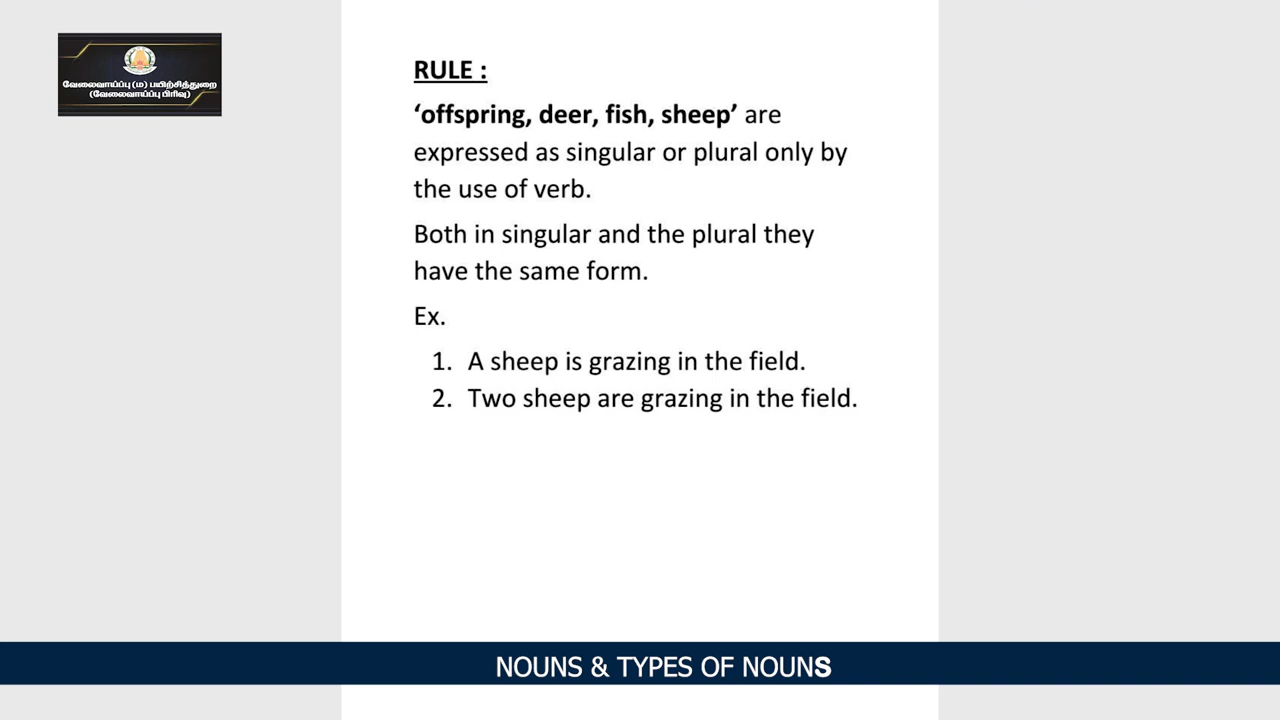 வேலைவாய்ப்பு (ம) பயிற்சித்துறை
(வேலைவாய்ப்பு பிரிவு)
RULE :
‘offspring, deer, fish, sheep’ are
expressed as singular or plural only by
the use of verb.
Both in singular and the plural they
have the same form.
Ex.
1. A sheep is grazing in the field.
2. Two sheep are grazing in the field.
NOUNS & TYPES OF NOUNS